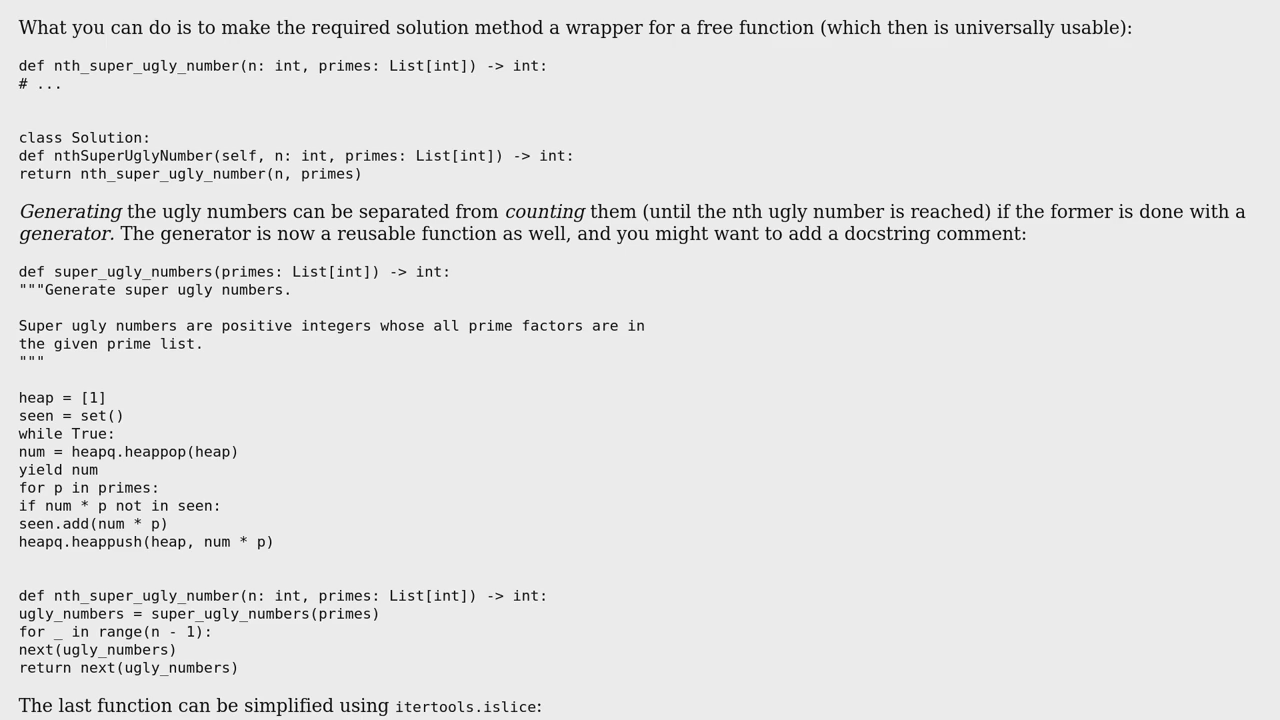 What you can do is to make the required solution method a wrapper for a free function (which then is universally usable):
def nth_super_ugly_number(n: int, primes: List[int]) -> int:
# ...
class Solution:
def nthSuperUglyNumber(self, n: int, primes: List[int]) -> int:
return nth_super_ugly_number(n, primes)
Generating the ugly numbers can be separated from counting them (until the nth ugly number is reached) if the former is done with a
generator. The generator is now a reusable function as well, and you might want to add a docstring comment:
def super_ugly_numbers(primes: List[int]) -> int:
"""Generate super ugly numbers.
Super ugly numbers are positive integers whose all prime factors are in
the given prime list.
"""
heap = [1]
seen = set()
while True:
num = heapq.heappop(heap)
yield num
for p in primes:
if num * p not in seen:
seen.add(num * p)
heapq.heappush(heap, num * p)
def nth_super_ugly_number(n: int, primes: List[int]) -> int:
ugly_numbers = super_ugly_numbers(primes)
for _ in range(n - 1):
next(ugly_numbers)
return next(ugly_numbers)
The last function can be simplified using itertools.islice: